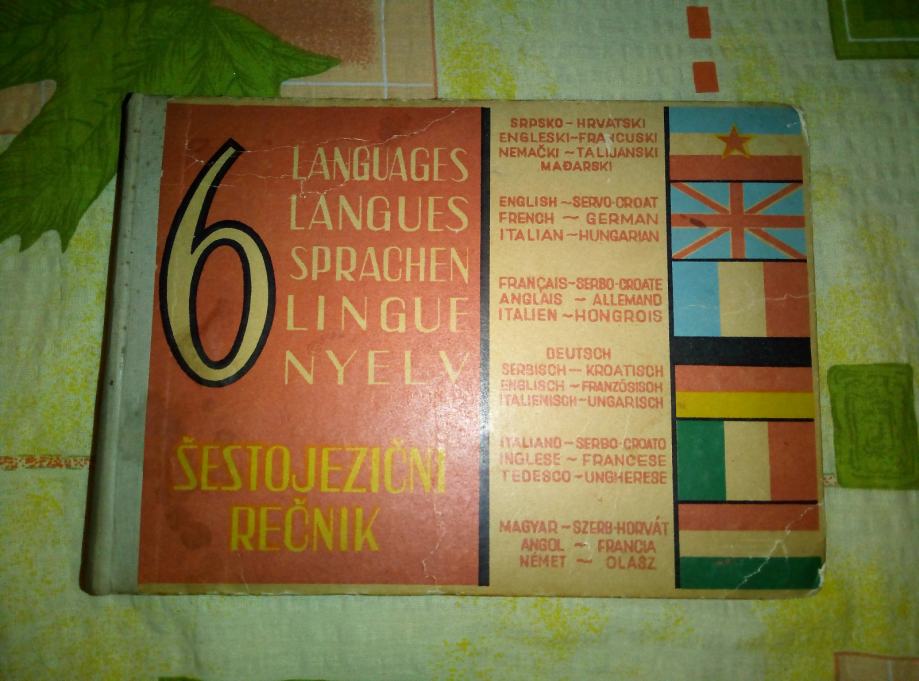 6
LANGUAGES
LANGUES
SPRACHEN
LINGUE
NYELV
ŠESTOJEZIČNI
REČNIK
SRPSKO-HRVATSKI
ENGLESKI-FRANCUSKI
NEMAČKI~TALIJANSKI
MAĐARSKI
ENGLISH~SERVO-CROAT
FRENCH ~ GERMAN
ITALIAN~HUNGARIAN
FRANÇAIS-SERBO-CROATE
ANGLAIS ~ ALLEMAND
ITALIEN~HONGROIS
DEUTSCH
SERBISCH~KROATISCH
ENGLISCH~FRANZÖSISCH
ITALIENISCH-UNGARISCH
ITALIANO~SERBO-CROATO
INGLESE~FRANCESE
TEDESCO~UNGHERESE
MAGYAR~SZERB-HORVÁT
ANGOL ~ FRANCIA
NÉMET ~ OLASZ